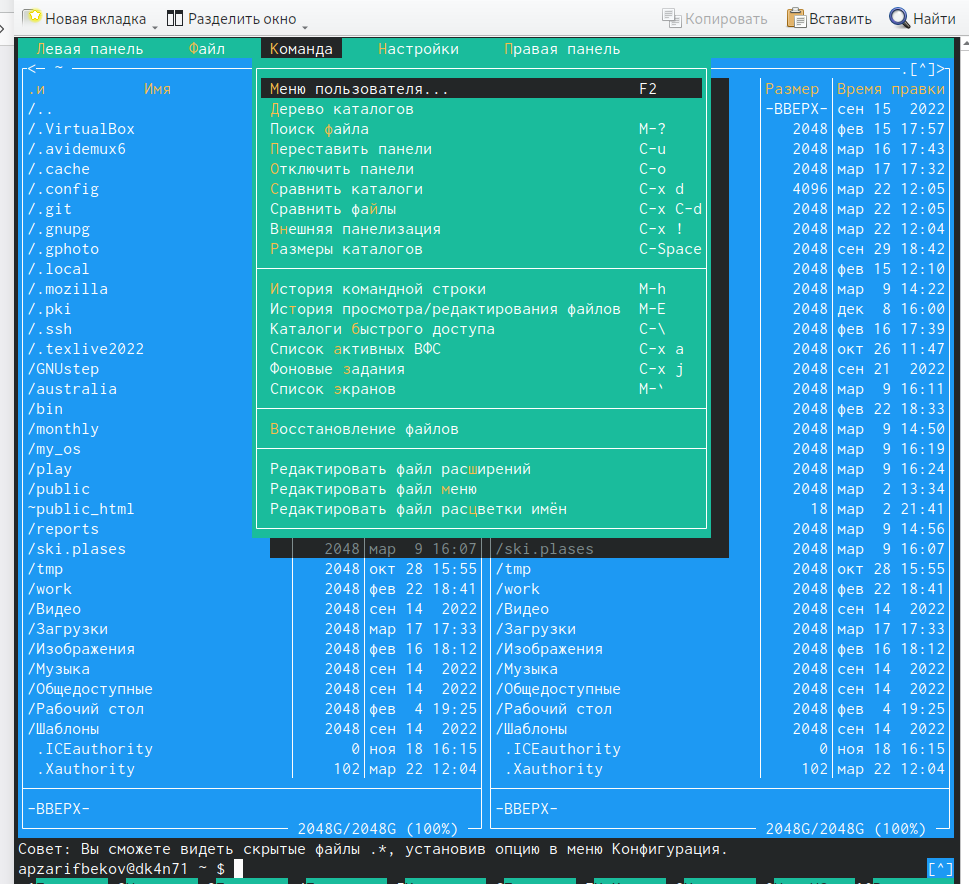 Новая вкладка Разделить окно Копировать Вставить Найти
Левая панель Файл Команда Настройки Правая панель
<− ~ .[^]>
.и Имя Размер Время правки
Меню пользователя... F2
/.. Дерево каталогов −ВВЕРХ− сен 15 2022
/.VirtualBox Поиск файла M−? 2048 фев 15 17:57
/.avidemux6 Переставить панели C−u 2048 мар 16 17:43
/.cache Отключить панели C−o 2048 мар 17 17:32
/.config Сравнить каталоги C−x d 4096 мар 22 12:05
/.git Сравнить файлы C−x C−d 2048 мар 22 12:05
/.gnupg Внешняя панелизация C−x ! 2048 мар 22 12:04
/.gphoto Размеры каталогов C−Space 2048 сен 29 18:42
/.local 2048 фев 15 12:10
/.mozilla История командной строки M−h 2048 мар 9 14:22
/.pki История просмотра/редактирования файлов M−E 2048 дек 8 16:00
/.ssh Каталоги быстрого доступа C−\ 2048 фев 16 17:39
/.texlive2022 Список активных ВФС C−x a 2048 окт 26 11:47
/GNUstep Фоновые задания C−x j 2048 сен 21 2022
/australia Список экранов M−` 2048 мар 9 16:11
/bin 2048 фев 22 18:33
/monthly Восстановление файлов 2048 мар 9 14:50
/my_os 2048 мар 9 16:19
/play Редактировать файл расширений 2048 мар 9 16:24
/public Редактировать файл меню 2048 мар 2 13:34
~public_html Редактировать файл расцветки имён 18 мар 2 21:41
/reports 2048 мар 9 14:56
/ski.plases 2048 мар 9 16:07 /ski.plases 2048 мар 9 16:07
/tmp 2048 окт 28 15:55 /tmp 2048 окт 28 15:55
/work 2048 фев 22 18:41 /work 2048 фев 22 18:41
/Видео 2048 сен 14 2022 /Видео 2048 сен 14 2022
/Загрузки 2048 мар 17 17:33 /Загрузки 2048 мар 17 17:33
/Изображения 2048 фев 16 18:12 /Изображения 2048 фев 16 18:12
/Музыка 2048 сен 14 2022 /Музыка 2048 сен 14 2022
/Общедоступные 2048 сен 14 2022 /Общедоступные 2048 сен 14 2022
/Рабочий стол 2048 фев 4 19:25 /Рабочий стол 2048 фев 4 19:25
/Шаблоны 2048 сен 14 2022 /Шаблоны 2048 сен 14 2022
.ICEauthority 0 ноя 18 16:15 .ICEauthority 0 ноя 18 16:15
.Xauthority 102 мар 22 12:04 .Xauthority 102 мар 22 12:04
−ВВЕРХ− −ВВЕРХ−
2048G/2048G (100%) 2048G/2048G (100%)
Совет: Вы сможете видеть скрытые файлы .*, установив опцию в меню Конфигурация.
apzarifbekov@dk4n71 ~ $ [^]